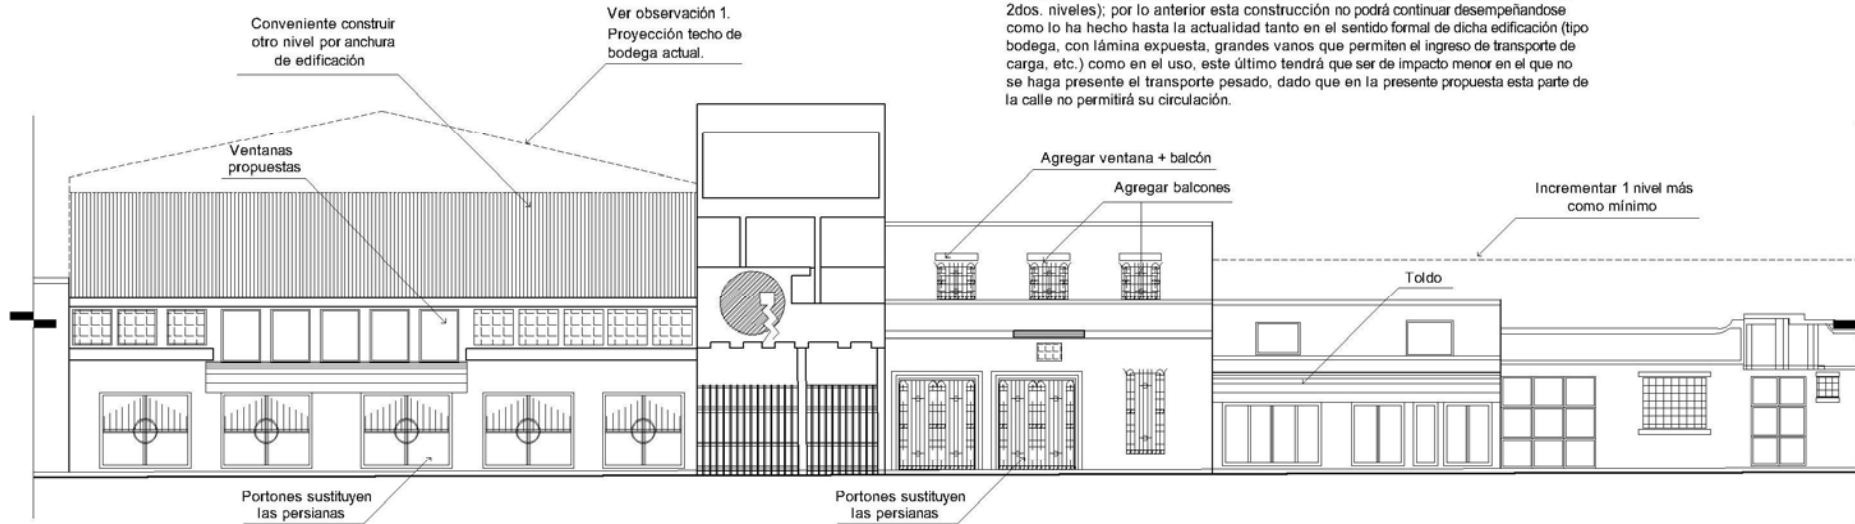 Conveniente construir
otro nivel por anchura
de edificación
Ver observación 1.
Proyección techo de
bodega actual.
2dos. niveles); por lo anterior esta construcción no podrá continuar desempeñandose
como lo ha hecho hasta la actualidad tanto en el sentido formal de dicha edificación (tipo
bodega, con lámina expuesta, grandes vanos que permiten el ingreso de transporte de
carga, etc.) como en el uso, este último tendrá que ser de impacto menor en el que no
se haga presente el transporte pesado, dado que en la presente propuesta esta parte de
la calle no permitirá su circulación.
Ventanas
propuestas
Agregar ventana + balcón
Agregar balcones
Incrementar 1 nivel más
como mínimo
Toldo
Portones sustituyen
las persianas
Portones sustituyen
las persianas